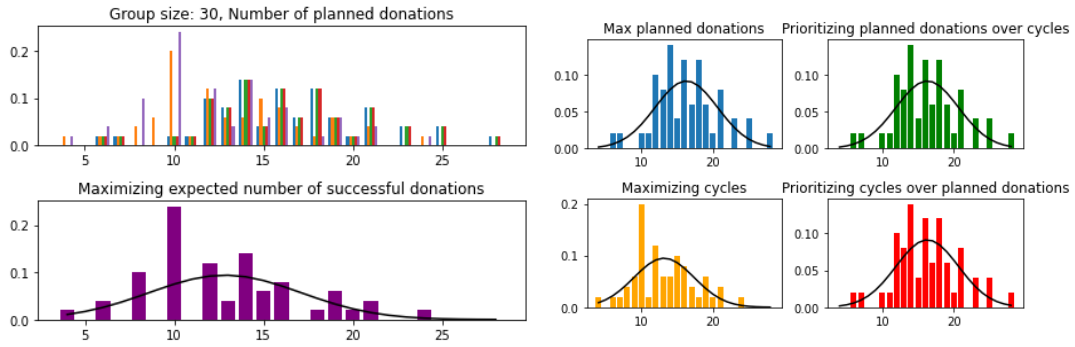 Group size: 30, Number of planned donations
0.2
0.1
0.0
5 10 15 20 25
Maximizing expected number of successful donations
0.2
0.1
0.0
5 10 15 20 25
Max planned donations
0.10
0.05
0.00
10 20
Prioritizing planned donations over cycles
0.10
0.05
0.00
10 20
Maximizing cycles
0.2
0.1
0.0
10 20
Prioritizing cycles over planned donations
0.10
0.05
0.00
10 20